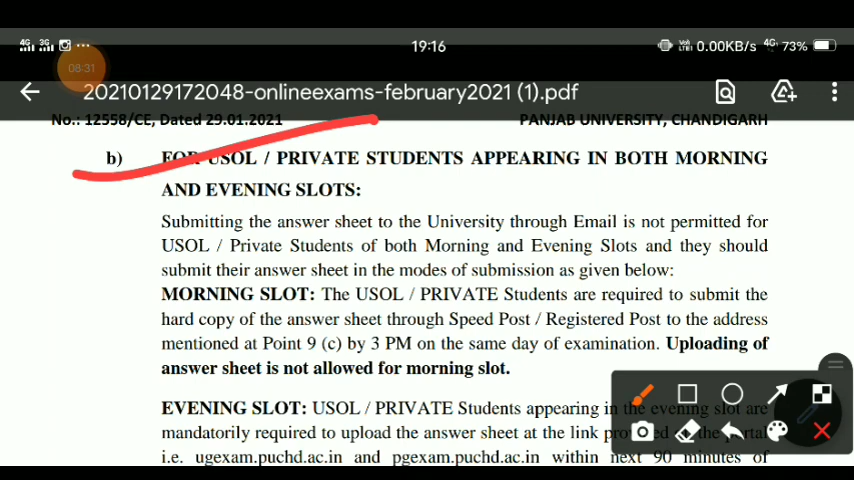 4G 3G ... 19:16 0.00KB/s 4G 73%
08:31
20210129172048-onlineexams-february2021 (1).pdf
No.: 12558/CE, Dated 29.01.2021 PANJAB UNIVERSITY, CHANDIGARH
b) FOR USOL / PRIVATE STUDENTS APPEARING IN BOTH MORNING
AND EVENING SLOTS:
Submitting the answer sheet to the University through Email is not permitted for
USOL / Private Students of both Morning and Evening Slots and they should
submit their answer sheet in the modes of submission as given below:
MORNING SLOT: The USOL / PRIVATE Students are required to submit the
hard copy of the answer sheet through Speed Post / Registered Post to the address
mentioned at Point 9 (c) by 3 PM on the same day of examination. Uploading of
answer sheet is not allowed for morning slot.
EVENING SLOT: USOL / PRIVATE Students appearing in the evening slot are
mandatorily required to upload the answer sheet at the link provided the portal
i.e. ugexam.puchd.ac.in and pgexam.puchd.ac.in within next 90 minutes of